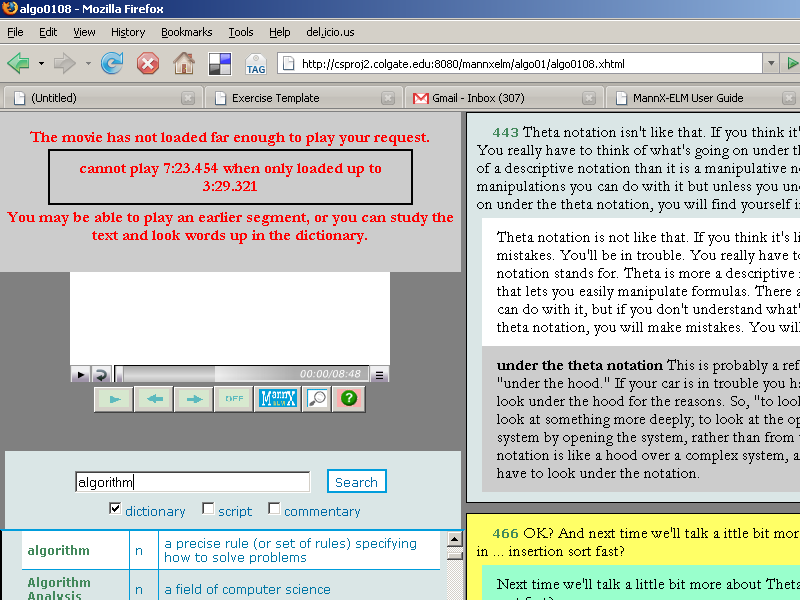 algo0108 - Mozilla Firefox
File Edit View History Bookmarks Tools Help del.icio.us
TAG http://csproj2.colgate.edu:8080/mannxelm/algo01/algo0108.xhtml
(Untitled) Exercise Template Gmail - Inbox (307) MannX-ELM User Guide
The movie has not loaded far enough to play your request.
cannot play 7:23.454 when only loaded up to
3:29.321
You may be able to play an earlier segment, or you can study the
text and look words up in the dictionary.
00:00/08:48
OFF MannX ?
algorithm Search
dictionary script commentary
algorithm n a precise rule (or set of rules) specifying
how to solve problems
Algorithm
Analysis n a field of computer science
443 Theta notation isn't like that. If you think it'
You really have to think of what's going on under th
of a descriptive notation than it is a manipulative no
manipulations you can do with it but unless you und
on under the theta notation, you will find yourself i
Theta notation is not like that. If you think it's li
mistakes. You'll be in trouble. You really have to
notation stands for. Theta is more a descriptive
that lets you easily manipulate formulas. There a
can do with it, but if you don't understand what'
theta notation, you will make mistakes. You wil
under the theta notation This is probably a ref
"under the hood." If your car is in trouble you ha
look under the hood for the reasons. So, "to loo
look at something more deeply; to look at the op
system by opening the system, rather than from
notation is like a hood over a complex system, a
have to look under the notation.
466 OK? And next time we'll talk a ittle bit mor
in ... insertion sort fast?
Next time we'll talk a little bit more about Theta